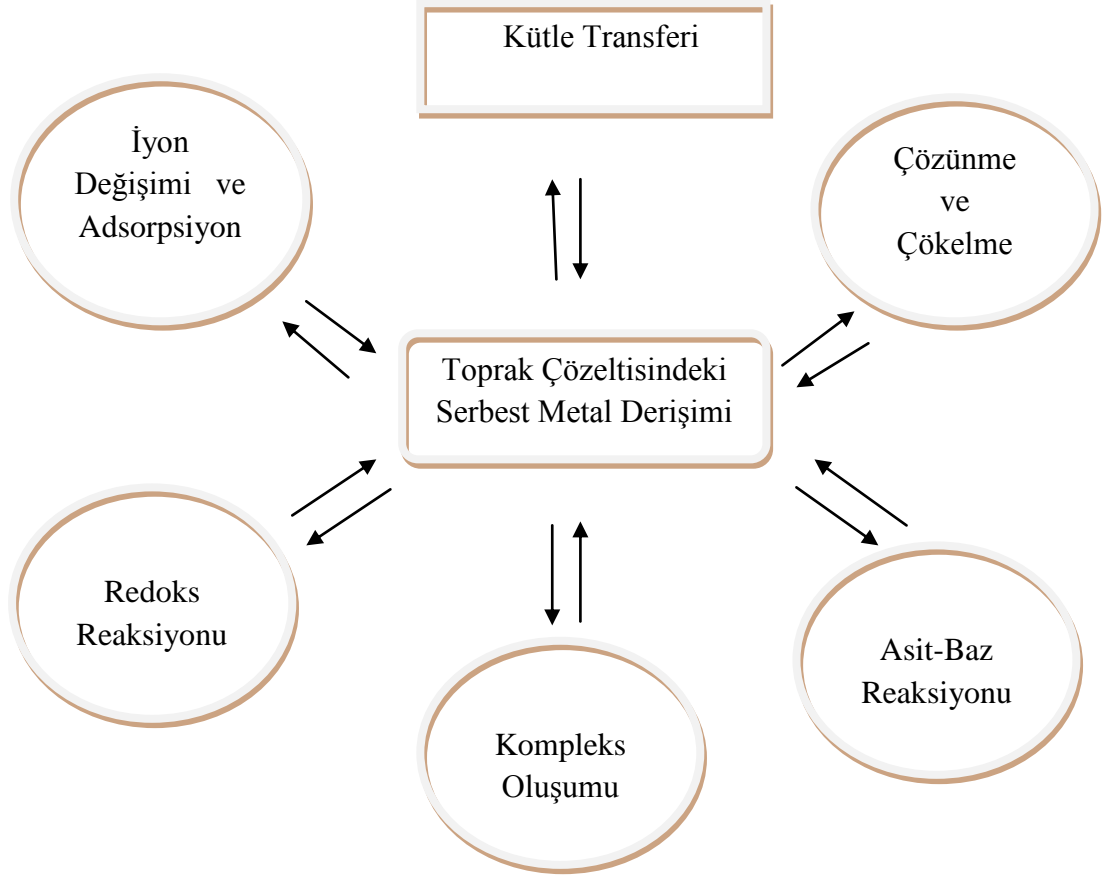 Kütle Transferi
İyon
Değişimi ve
Adsorpsiyon
Çözünme
ve
Çökelme
Toprak Çözeltisindeki
Serbest Metal Derişimi
Redoks
Reaksiyonu
Kompleks
Oluşumu
Asit-Baz
Reaksiyonu